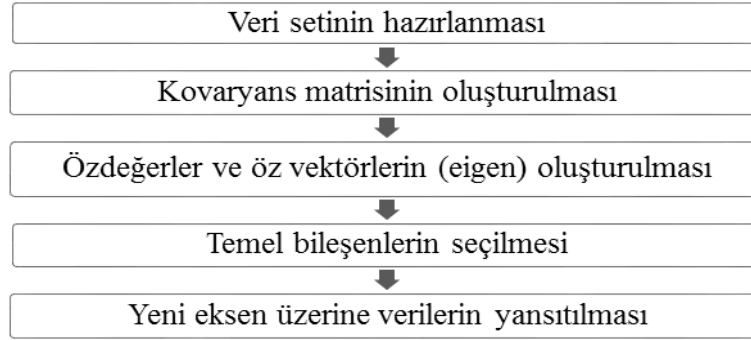 Veri setinin hazırlanması
Kovaryans matrisinin oluşturulması
Özdeğerler ve öz vektörlerin (eigen) oluşturulması
Temel bileşenlerin seçilmesi
Yeni eksen üzerine verilerin yansıtılması